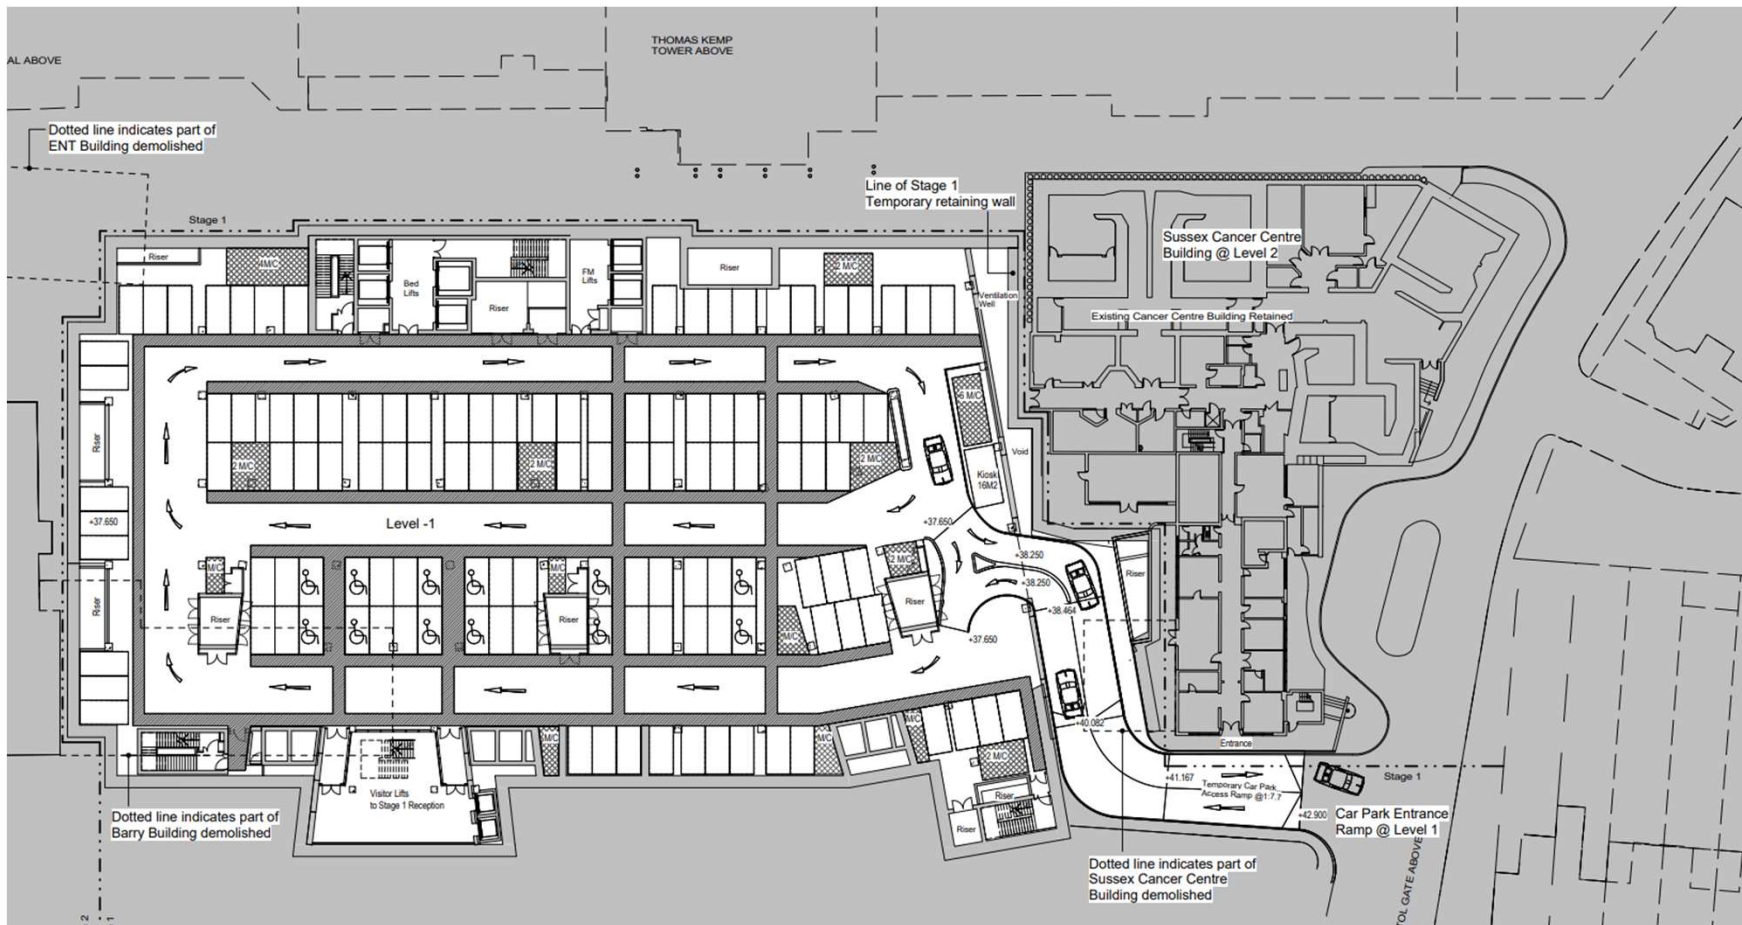 THOMAS KEMP
TOWER ABOVE
AL ABOVE
Dotted line indicates part of
ENT Building demolished
Line of Stage 1
Temporary retaining wall
Stage 1
Sussex Cancer Centre
Building @ Level 2
Riser
4M/C
Bed
Lifts
Riser
FM
Lifts
Riser
2 M/C
Ventilation
Well
Existing Cancer Centre Building Retained
Riser
6 M/C
2 M/C
2 M/C
2 M/C
Void
Kiosk
16M2
+37.650
Level -1
+37.650
+38.250
M/C
M/C
2 M/C
+38.250
Riser
Riser
Riser
Riser
Riser
+38.464
M/C
+37.650
M/C
M/C
M/C
+40.082
Entrance
2 M/C
Stage 1
+41.167
Temporary Car Park
Access Ramp @1:7.7
Visitor Lifts
to Stage 1 Reception
Riser
Dotted line indicates part of
Barry Building demolished
+42.900
Car Park Entrance
Ramp @ Level 1
Riser
Dotted line indicates part of
Sussex Cancer Centre
Building demolished
TOL GATE ABOVE
2
1